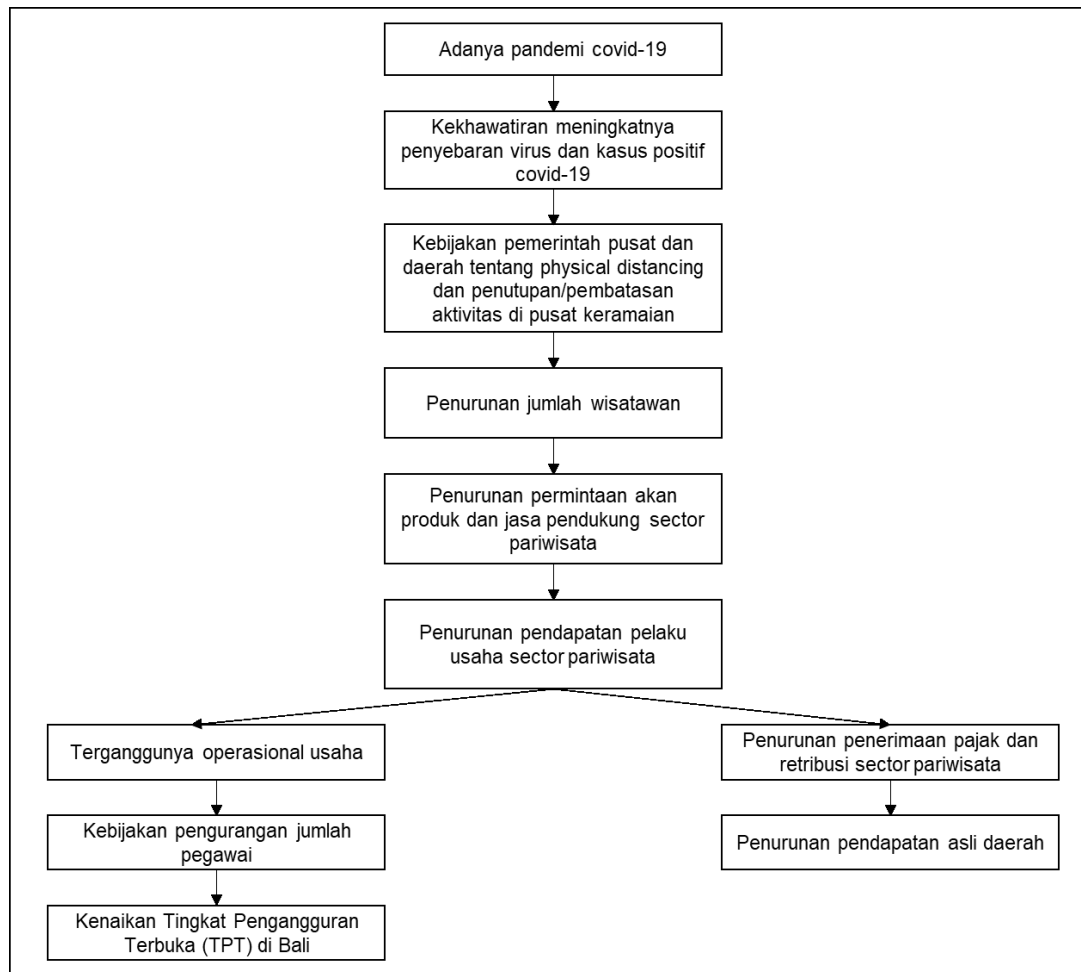 Adanya pandemi covid-19
Kekhawatiran meningkatnya
penyebaran virus dan kasus positif
covid-19
Kebijakan pemerintah pusat dan
daerah tentang physical distancing
dan penutupan/pembatasan
aktivitas di pusat keramaian
Penurunan jumlah wisatawan
Penurunan permintaan akan
produk dan jasa pendukung sector
pariwisata
Penurunan pendapatan pelaku
usaha sector pariwisata
Terganggunya operasional usaha
Kebijakan pengurangan jumlah
pegawai
Kenaikan Tingkat Pengangguran
Terbuka (TPT) di Bali
Penurunan penerimaan pajak dan
retribusi sector pariwisata
Penurunan pendapatan asli daerah